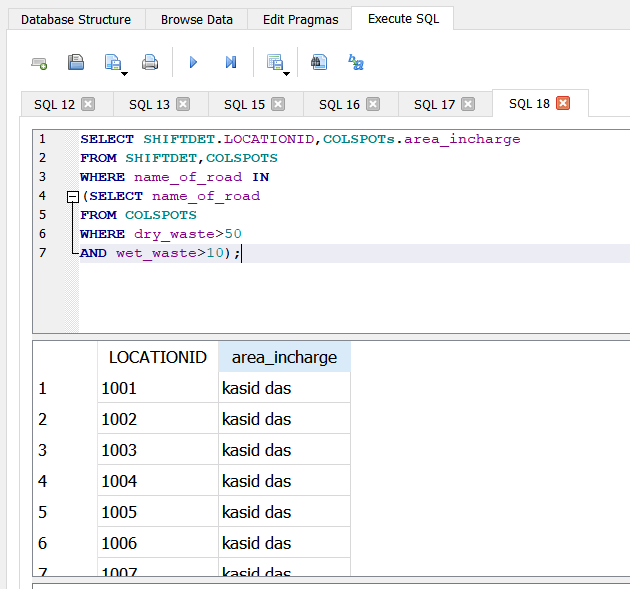 Database Structure Browse Data Edit Pragmas Execute SQL
SQL 12 SQL 13 SQL 15 SQL 16 SQL 17 SQL 18
1 SELECT SHIFTDET.LOCATIONID,COLSPOTs.area_incharge
2 FROM SHIFTDET,COLSPOTS
3 WHERE name_of_road IN
4 (SELECT name_of_road
5 FROM COLSPOTS
6 WHERE dry_waste>50
7 AND wet_waste>10);
LOCATIONID area_incharge
1 1001 kasid das
2 1002 kasid das
3 1003 kasid das
4 1004 kasid das
5 1005 kasid das
6 1006 kasid das
7 1007 kasid das